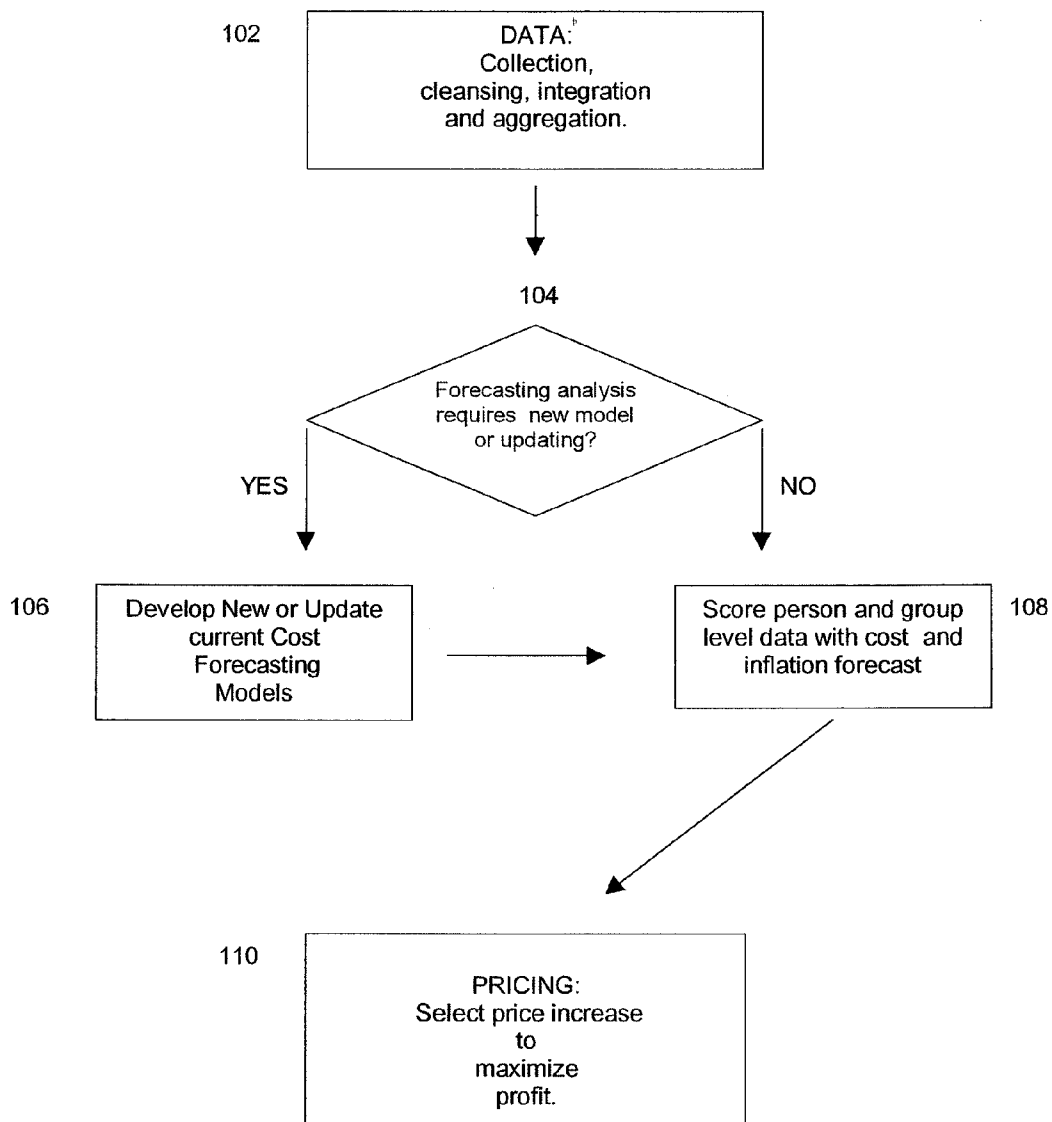 102
DATA:
Collection,
cleansing, integration
and aggregation.
104
Forecasting analysis
requires new model
or updating?
YES
NO
106
Develop New or Update
current Cost
Forecasting
Models
Score person and group
level data with cost and
inflation forecast
108
110
PRICING:
Select price increase
to
maximize
profit.